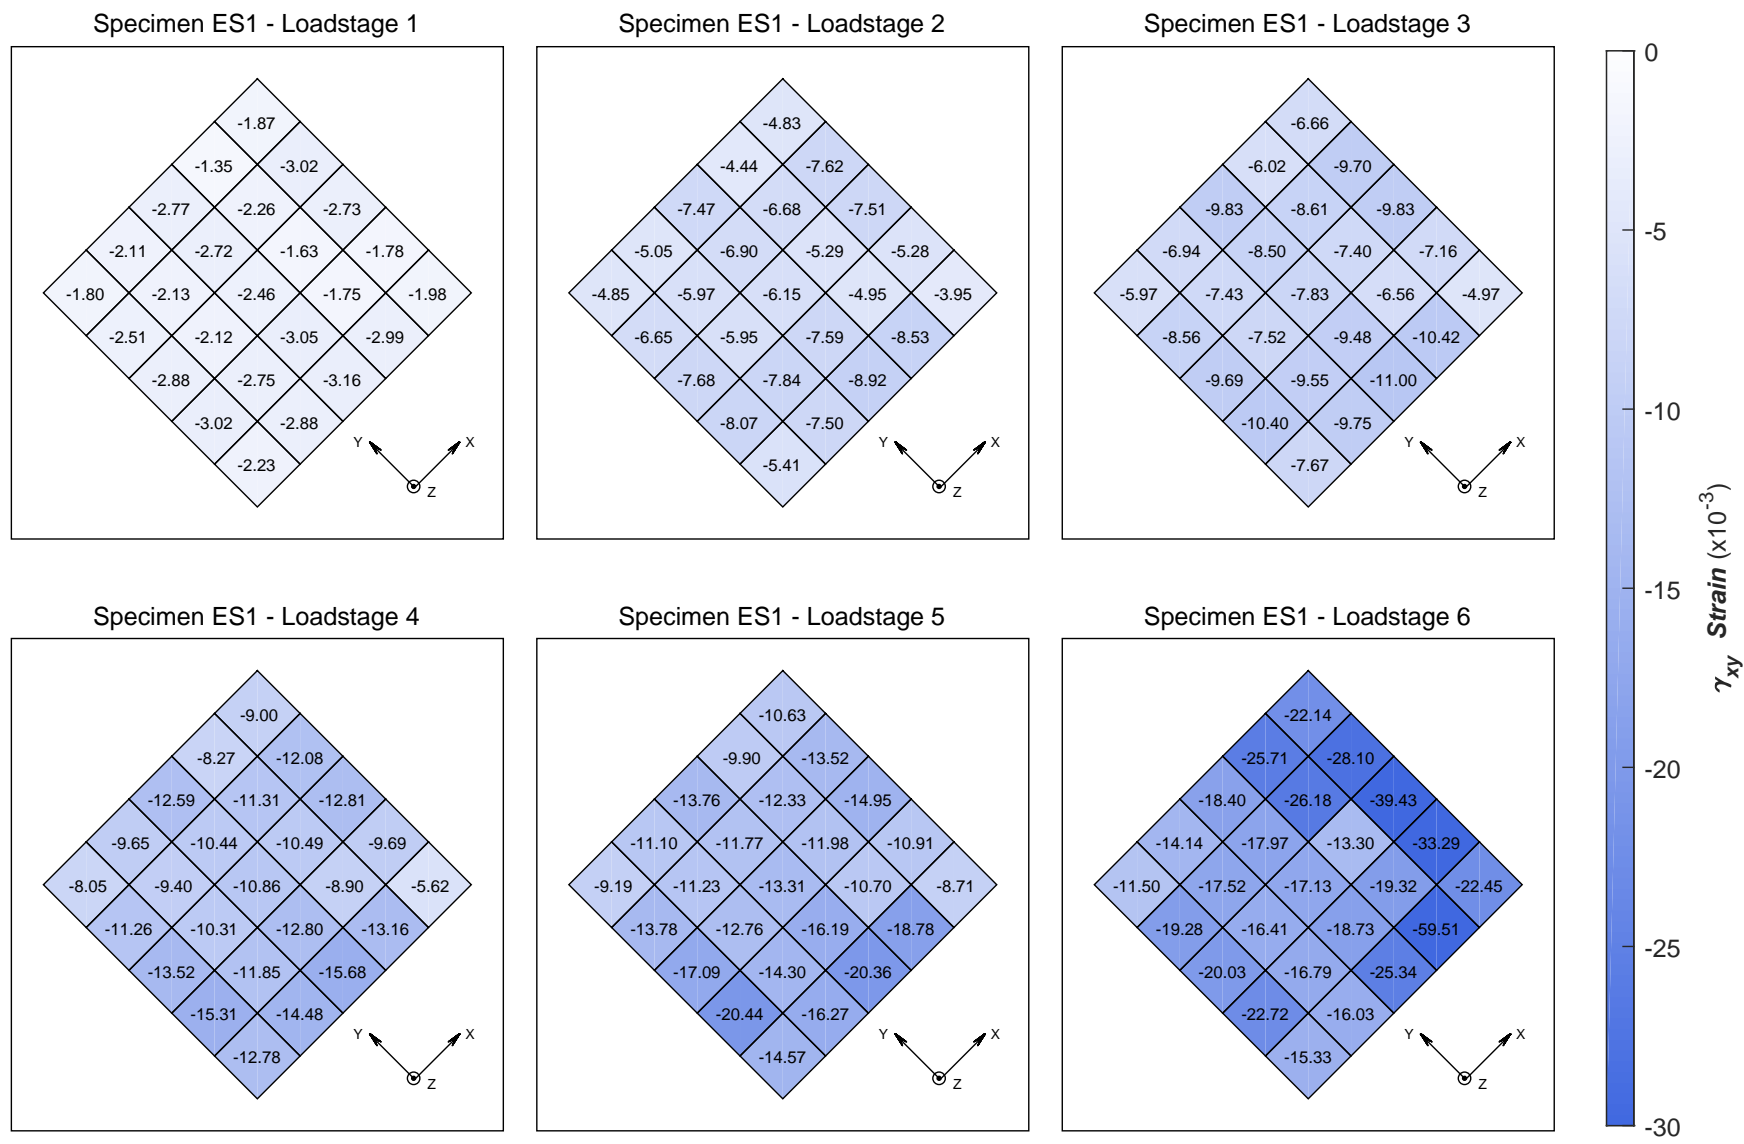 Specimen ES1 - Loadstage 1
-1.87
-1.35 -3.02
-2.77 -2.26 -2.73
-2.11 -2.72 -1.63 -1.78
-1.80 -2.13 -2.46 -1.75 -1.98
-2.51 -2.12 -3.05 -2.99
-2.88 -2.75 -3.16
-3.02 -2.88
-2.23
Y X
Z
Specimen ES1 - Loadstage 2
-4.83
-4.44 -7.62
-7.47 -6.68 -7.51
-5.05 -6.90 -5.29 -5.28
-4.85 -5.97 -6.15 -4.95 -3.95
-6.65 -5.95 -7.59 -8.53
-7.68 -7.84 -8.92
-8.07 -7.50
-5.41
Y X
Z
Specimen ES1 - Loadstage 3
-6.66
-6.02 -9.70
-9.83 -8.61 -9.83
-6.94 -8.50 -7.40 -7.16
-5.97 -7.43 -7.83 -6.56 -4.97
-8.56 -7.52 -9.48 -10.42
-9.69 -9.55 -11.00
-10.40 -9.75
-7.67
Y X
Z
Specimen ES1 - Loadstage 4
-9.00
-8.27 -12.08
-12.59 -11.31 -12.81
-9.65 -10.44 -10.49 -9.69
-8.05 -9.40 -10.86 -8.90 -5.62
-11.26 -10.31 -12.80 -13.16
-13.52 -11.85 -15.68
-15.31 -14.48
-12.78
Y X
Z
Specimen ES1 - Loadstage 5
-10.63
-9.90 -13.52
-13.76 -12.33 -14.95
-11.10 -11.77 -11.98 -10.91
-9.19 -11.23 -13.31 -10.70 -8.71
-13.78 -12.76 -16.19 -18.78
-17.09 -14.30 -20.36
-20.44 -16.27
-14.57
Y X
Z
Specimen ES1 - Loadstage 6
-22.14
-25.71 -28.10
-18.40 -26.18 -39.43
-14.14 -17.97 -13.30 -33.29
-11.50 -17.52 -17.13 -19.32 -22.45
-19.28 -16.41 -18.73 -59.51
-20.03 -16.79 -25.34
-22.72 -16.03
-15.33
Y X
Z
0
-5
-10
-15
-20
-25
-30
γxy Strain (x10-3)